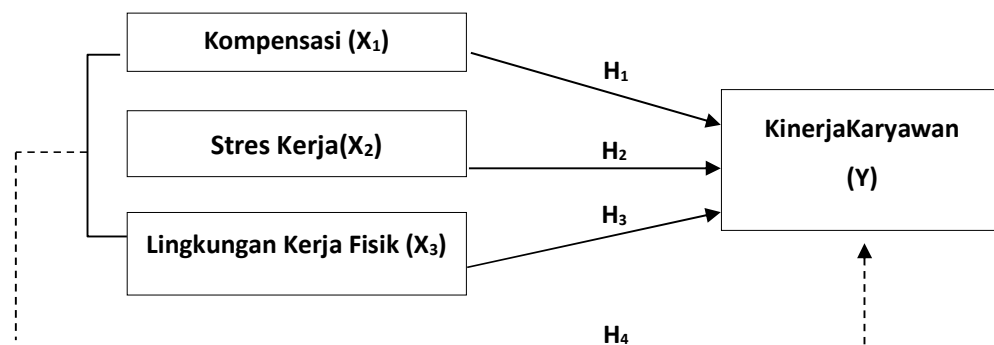 Kompensasi (X₁)
H₁
Stres Kerja(X₂)
H₂
KinerjaKaryawan
(Y)
Lingkungan Kerja Fisik (X₃)
H₃
H₄